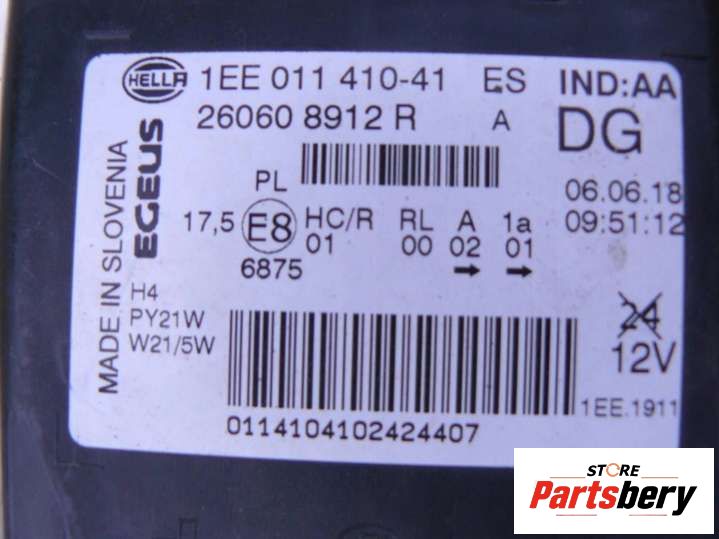 HELLA 1EE 011 410-41 ES IND:AA
26060 8912 R A DG
MADE IN SLOVENIA
EGEUS
PL
06.06.18
09:51:12
17,5 E8 HC/R RL A 1a
01 00 02 01
6875 → →
H4
PY21W
W21/5W
24
12V
1EE.1911
0114104102424407
STORE
Partsbery